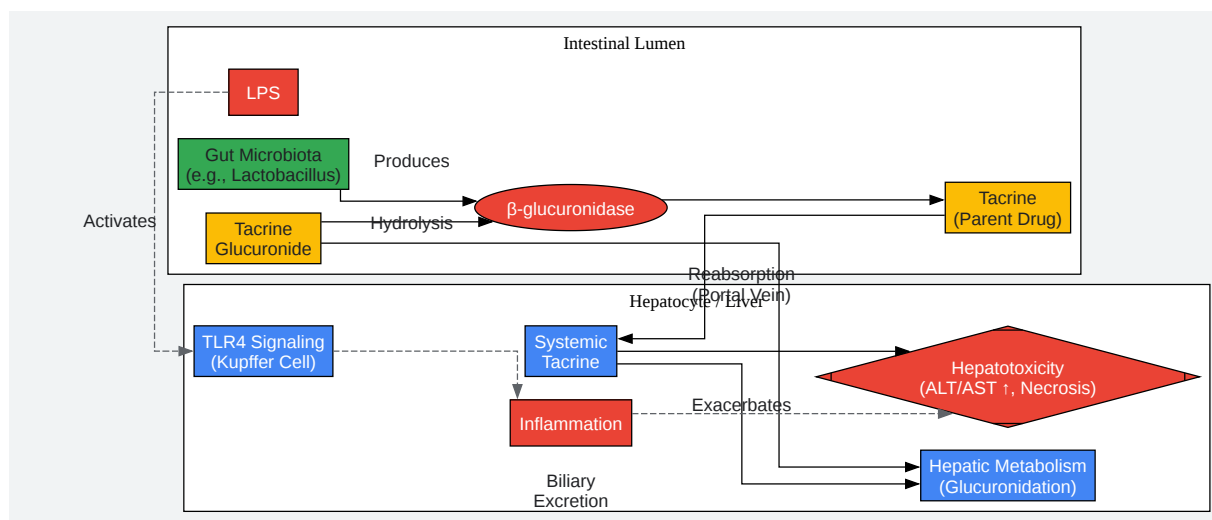 Intestinal Lumen
LPS
Gut Microbiota
(e.g., Lactobacillus)
Produces
β-glucuronidase
Tacrine
(Parent Drug)
Activates
Tacrine
Glucuronide
Hydrolysis
Reabsorption
(Portal Vein)
Hepatocyte / Liver
TLR4 Signaling
(Kupffer Cell)
Systemic
Tacrine
Hepatotoxicity
(ALT/AST ↑, Necrosis)
Inflammation
Exacerbates
Hepatic Metabolism
(Glucuronidation)
Biliary
Excretion